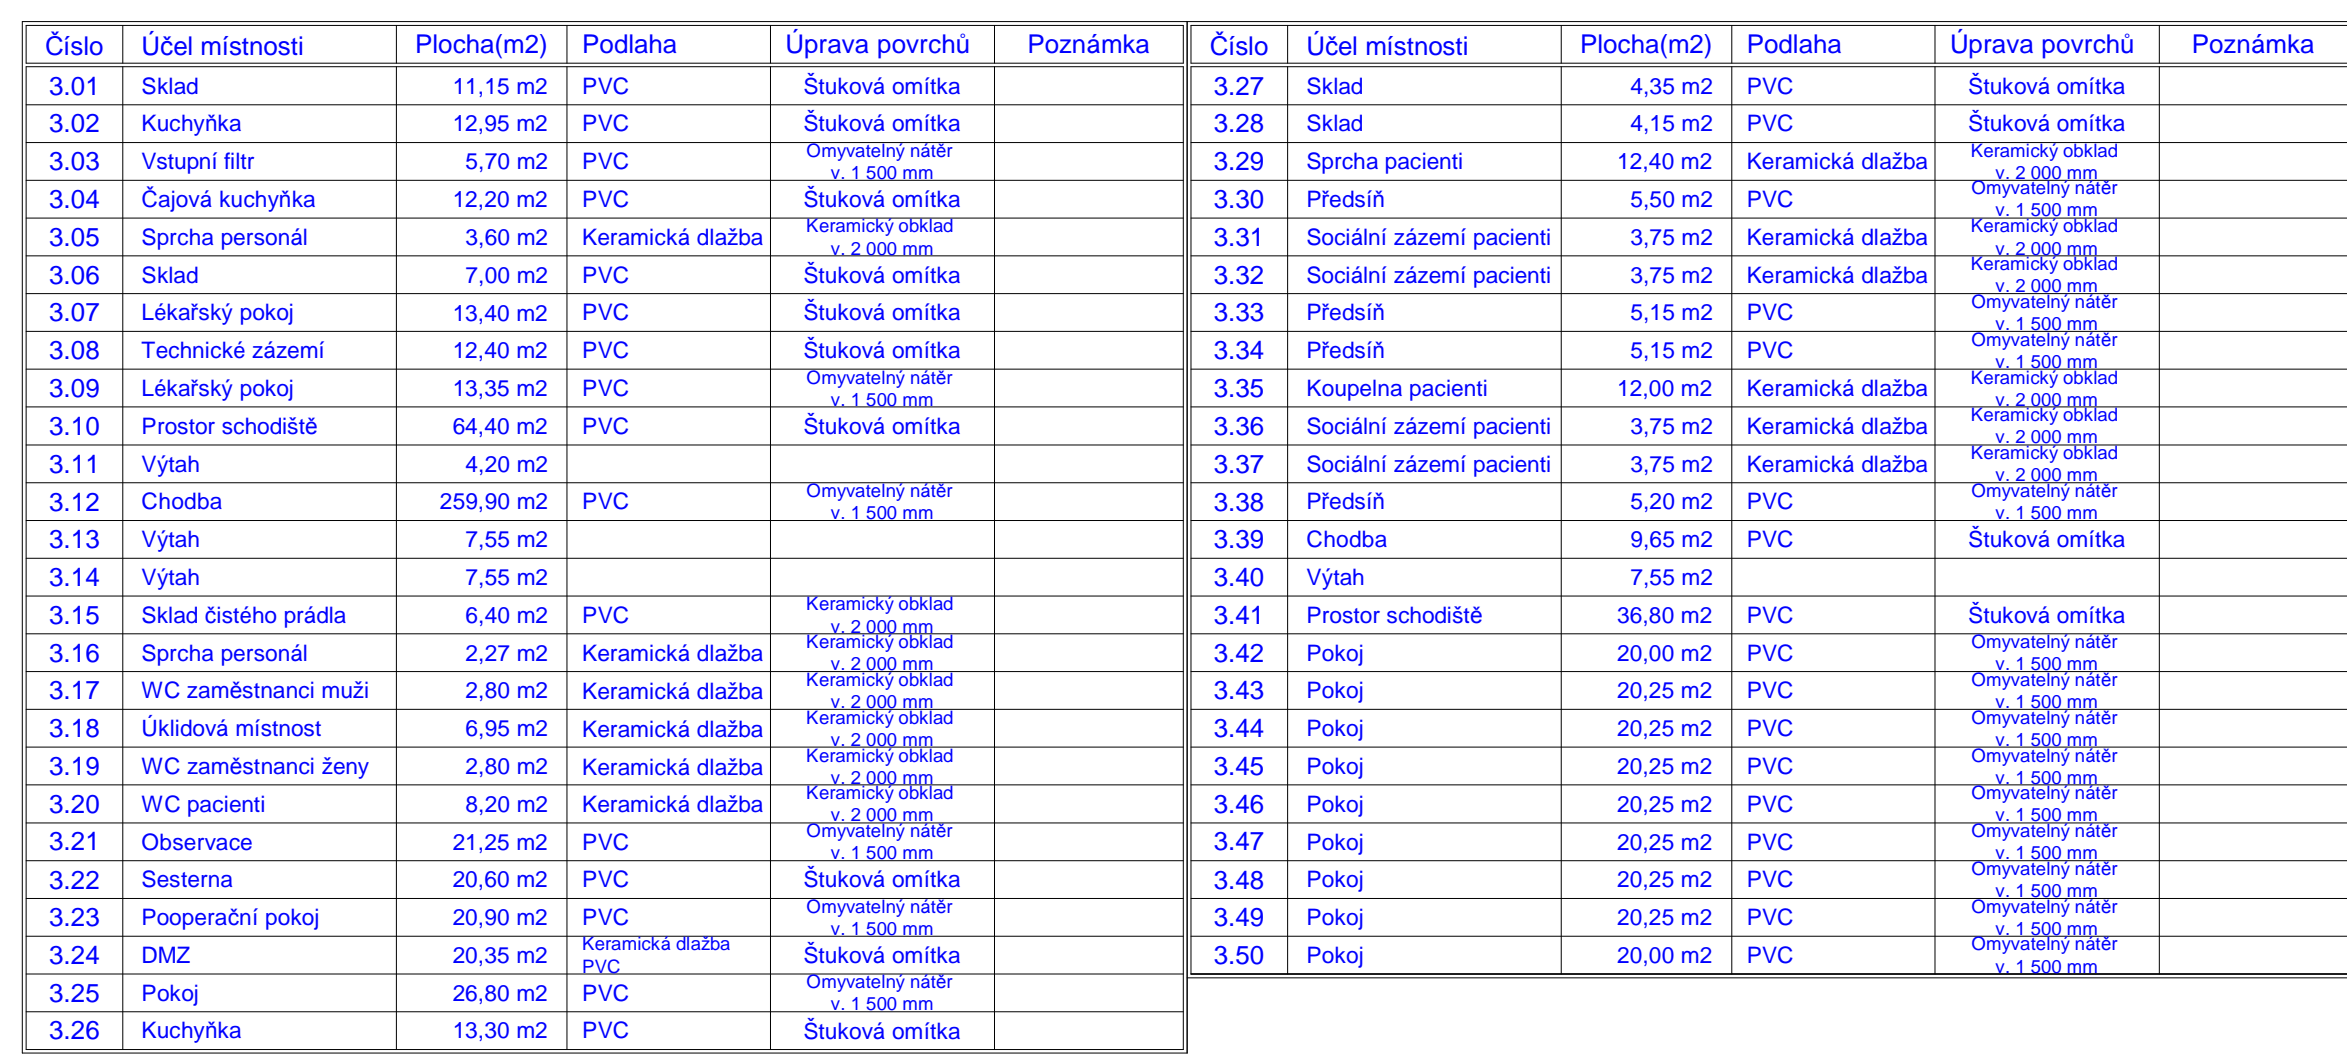 Číslo Účel místnosti Plocha(m2) Podlaha Úprava povrchů Poznámka
3.01 Sklad 11,15 m2 PVC Štuková omítka
3.02 Kuchyňka 12,95 m2 PVC Štuková omítka
3.03 Vstupní filtr 5,70 m2 PVC Omyvatelný nátěr
v. 1 500 mm
3.04 Čajová kuchyňka 12,20 m2 PVC Štuková omítka
3.05 Sprcha personál 3,60 m2 Keramická dlažba Keramický obklad
v. 2 000 mm
3.06 Sklad 7,00 m2 PVC Štuková omítka
3.07 Lékařský pokoj 13,40 m2 PVC Štuková omítka
3.08 Technické zázemí 12,40 m2 PVC Štuková omítka
3.09 Lékařský pokoj 13,35 m2 PVC Omyvatelný nátěr
v. 1 500 mm
3.10 Prostor schodiště 64,40 m2 PVC Štuková omítka
3.11 Výtah 4,20 m2
3.12 Chodba 259,90 m2 PVC Omyvatelný nátěr
v. 1 500 mm
3.13 Výtah 7,55 m2
3.14 Výtah 7,55 m2
3.15 Sklad čistého prádla 6,40 m2 PVC Keramický obklad
v. 2 000 mm
3.16 Sprcha personál 2,27 m2 Keramická dlažba Keramický obklad
v. 2 000 mm
3.17 WC zaměstnanci muži 2,80 m2 Keramická dlažba Keramický obklad
v. 2 000 mm
3.18 Úklidová místnost 6,95 m2 Keramická dlažba Keramický obklad
v. 2 000 mm
3.19 WC zaměstnanci ženy 2,80 m2 Keramická dlažba Keramický obklad
v. 2 000 mm
3.20 WC pacienti 8,20 m2 Keramická dlažba Keramický obklad
v. 2 000 mm
3.21 Observace 21,25 m2 PVC Omyvatelný nátěr
v. 1 500 mm
3.22 Sesterna 20,60 m2 PVC Štuková omítka
3.23 Pooperační pokoj 20,90 m2 PVC Omyvatelný nátěr
v. 1 500 mm
3.24 DMZ 20,35 m2 Keramická dlažba Štuková omítka
PVC
3.25 Pokoj 26,80 m2 PVC Omyvatelný nátěr
v. 1 500 mm
3.26 Kuchyňka 13,30 m2 PVC Štuková omítka
Číslo Účel místnosti Plocha(m2) Podlaha Úprava povrchů Poznámka
3.27 Sklad 4,35 m2 PVC Štuková omítka
3.28 Sklad 4,15 m2 PVC Štuková omítka
3.29 Sprcha pacienti 12,40 m2 Keramická dlažba Keramický obklad
v. 2 000 mm
3.30 Předsíň 5,50 m2 PVC Omyvatelný nátěr
v. 1 500 mm
3.31 Sociální zázemí pacienti 3,75 m2 Keramická dlažba Keramický obklad
v. 2 000 mm
3.32 Sociální zázemí pacienti 3,75 m2 Keramická dlažba Keramický obklad
v. 2 000 mm
3.33 Předsíň 5,15 m2 PVC Omyvatelný nátěr
v. 1 500 mm
3.34 Předsíň 5,15 m2 PVC Omyvatelný nátěr
v. 1 500 mm
3.35 Koupelna pacienti 12,00 m2 Keramická dlažba Keramický obklad
v. 2 000 mm
3.36 Sociální zázemí pacienti 3,75 m2 Keramická dlažba Keramický obklad
v. 2 000 mm
3.37 Sociální zázemí pacienti 3,75 m2 Keramická dlažba Keramický obklad
v. 2 000 mm
3.38 Předsíň 5,20 m2 PVC Omyvatelný nátěr
v. 1 500 mm
3.39 Chodba 9,65 m2 PVC Štuková omítka
3.40 Výtah 7,55 m2
3.41 Prostor schodiště 36,80 m2 PVC Štuková omítka
3.42 Pokoj 20,00 m2 PVC Omyvatelný nátěr
v. 1 500 mm
3.43 Pokoj 20,25 m2 PVC Omyvatelný nátěr
v. 1 500 mm
3.44 Pokoj 20,25 m2 PVC Omyvatelný nátěr
v. 1 500 mm
3.45 Pokoj 20,25 m2 PVC Omyvatelný nátěr
v. 1 500 mm
3.46 Pokoj 20,25 m2 PVC Omyvatelný nátěr
v. 1 500 mm
3.47 Pokoj 20,25 m2 PVC Omyvatelný nátěr
v. 1 500 mm
3.48 Pokoj 20,25 m2 PVC Omyvatelný nátěr
v. 1 500 mm
3.49 Pokoj 20,25 m2 PVC Omyvatelný nátěr
v. 1 500 mm
3.50 Pokoj 20,00 m2 PVC Omyvatelný nátěr
v. 1 500 mm